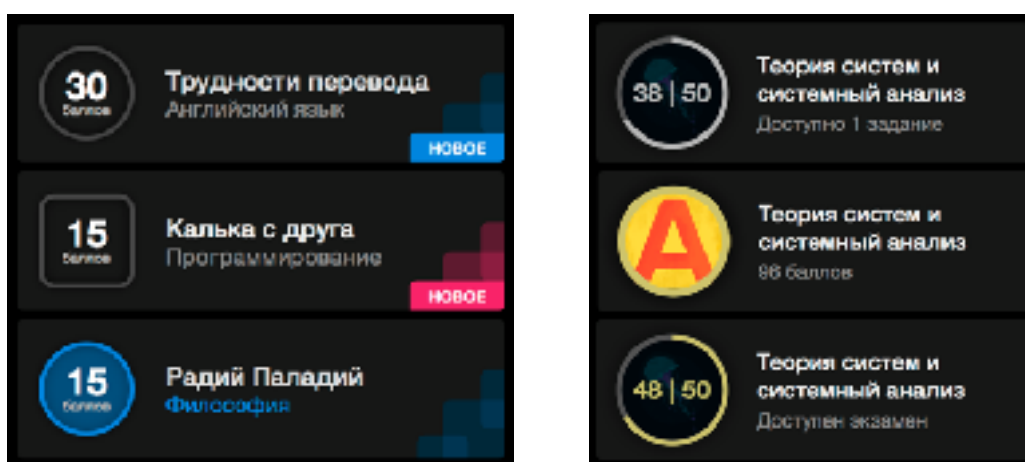 30
баллов
Трудности перевода
Английский язык
НОВОЕ
15
баллов
Калька с друга
Программирование
НОВОЕ
15
баллов
Радий Паладий
Философия
38 | 50
Теория систем и
системный анализ
Доступно 1 задание
A
Теория систем и
системный анализ
96 баллов
48 | 50
Теория систем и
системный анализ
Доступен экзамен